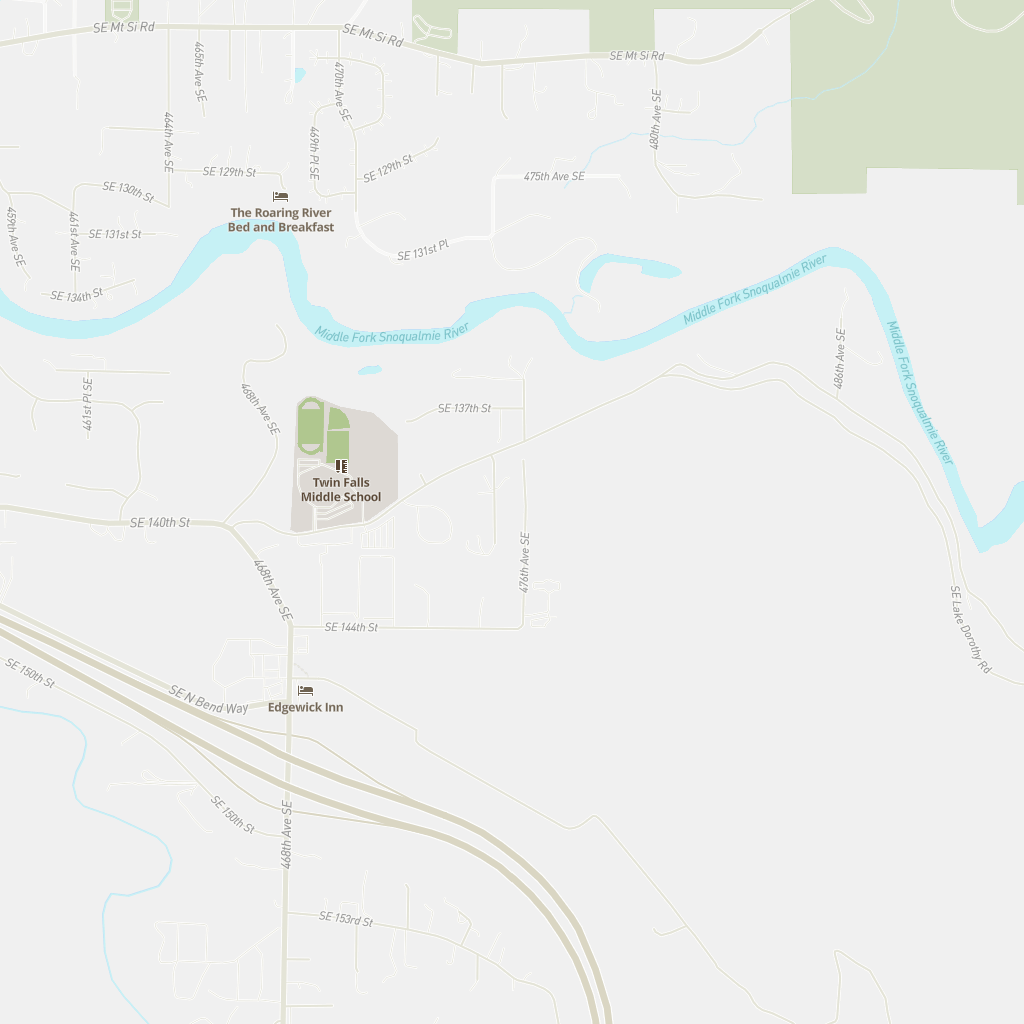 SE Mt Si Rd
SE Mt Si Rd
SE Mt Si Rd
465th Ave SE
470th Ave SE
480th Ave SE
464th Ave SE
469th Pl SE
SE 129th St
SE 129th St
475th Ave SE
SE 130th St
The Roaring River
Bed and Breakfast
459th Ave SE
461st Ave SE
SE 131st St
SE 131st Pl
SE 134th St
Middle Fork Snoqualmie River
Middle Fork Snoqualmie River
Middle Fork Snoqualmie River
486th Ave SE
461st Pl SE
468th Ave SE
SE 137th St
Twin Falls
Middle School
SE 140th St
476th Ave SE
468th Ave SE
SE 144th St
SE Lake Dorothy Rd
SE 150th St
SE N Bend Way
Edgewick Inn
SE 150th St
468th Ave SE
SE 153rd St